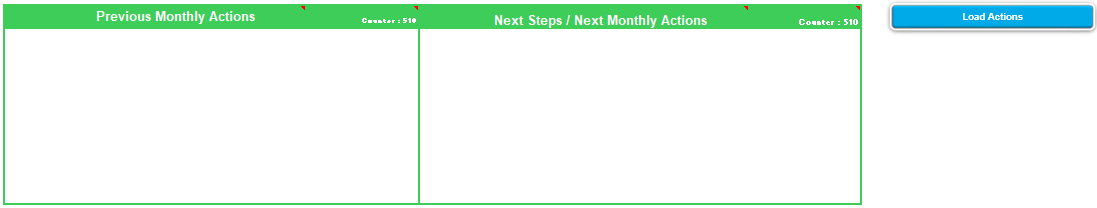 Previous Monthly Actions
Counter : 510
Next Steps / Next Monthly Actions
Counter : 510
Load Actions